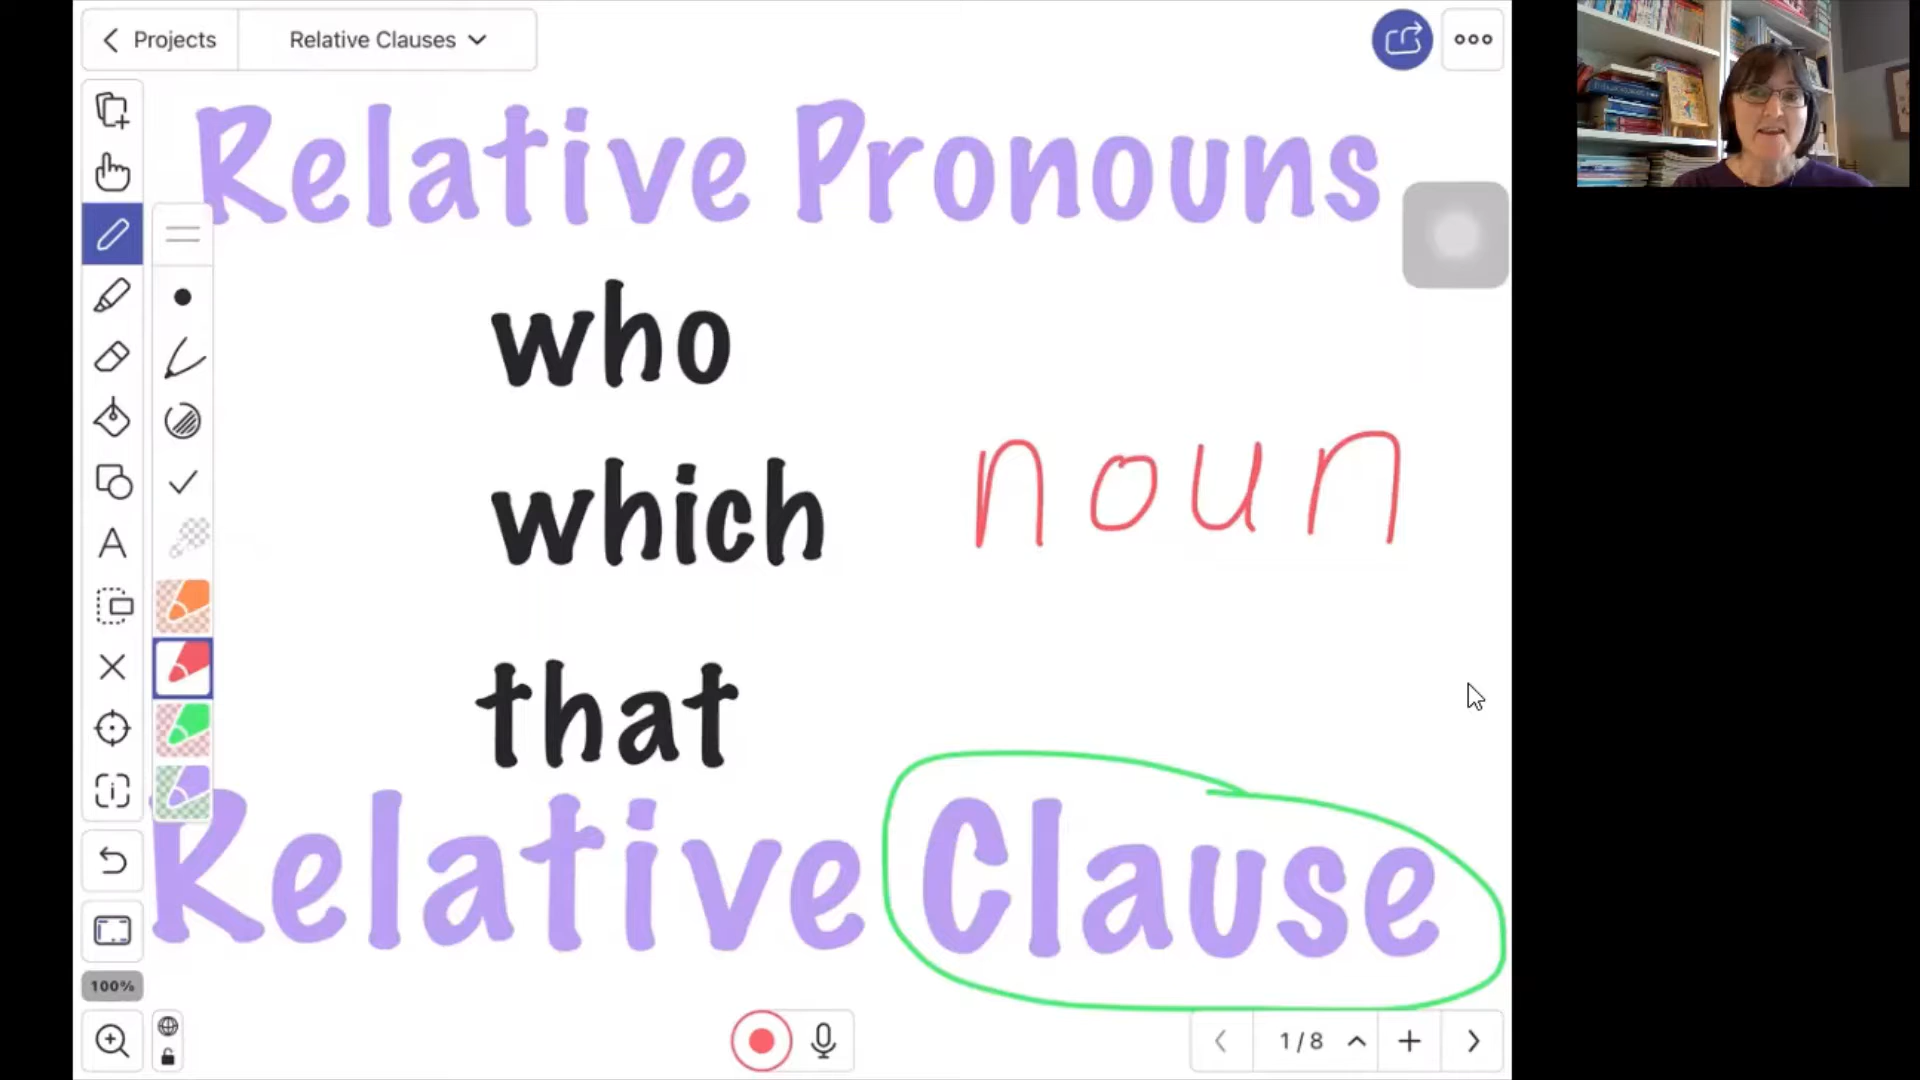 Projects
Relative Clauses
Relative Pronouns
who
which
noun
that
Relative Clause
100%
1/8